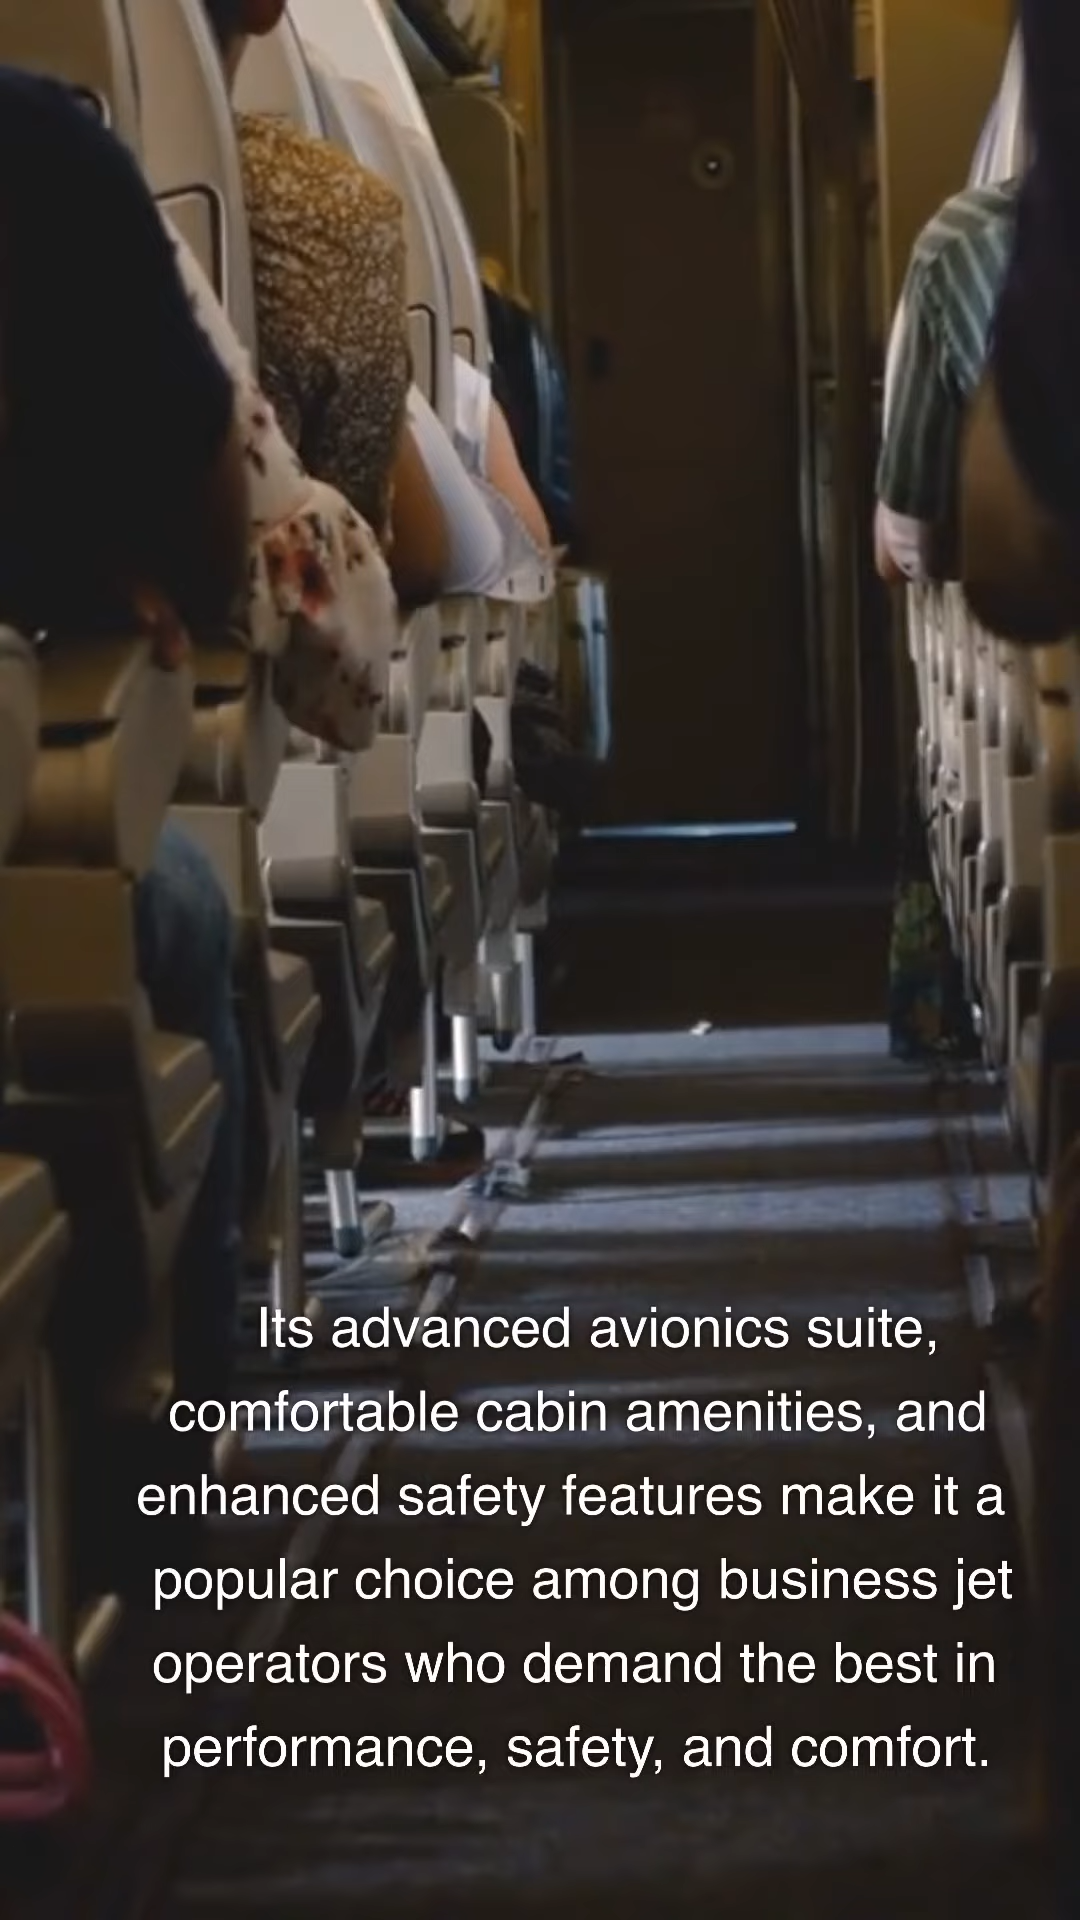 Its advanced avionics suite,
comfortable cabin amenities, and
enhanced safety features make it a
popular choice among business jet
operators who demand the best in
performance, safety, and comfort.